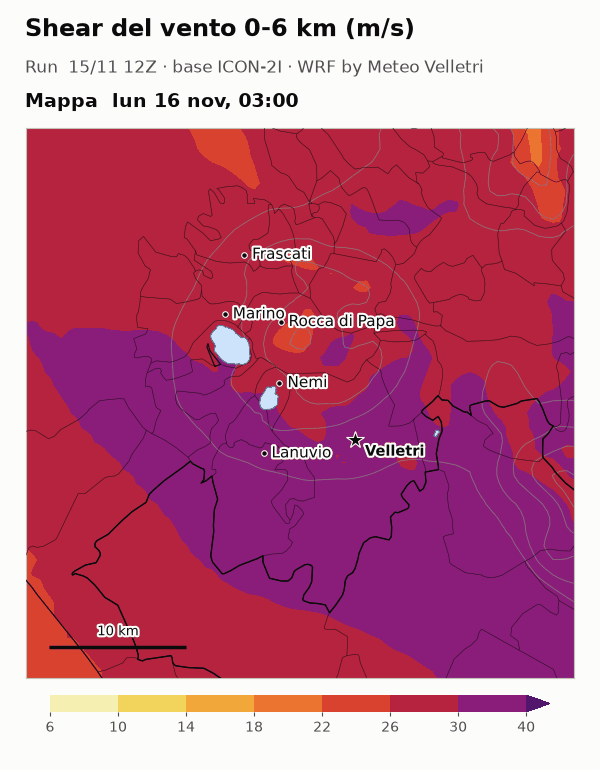 Shear del vento 0-6 km (m/s)
Run  15/11 12Z · base ICON-2I · WRF by Meteo Velletri
Mappa  lun 16 nov, 03:00
Frascati
Marino
Rocca di Papa
Nemi
Velletri
Lanuvio
10 km
6 10 14 18 22 26 30 40